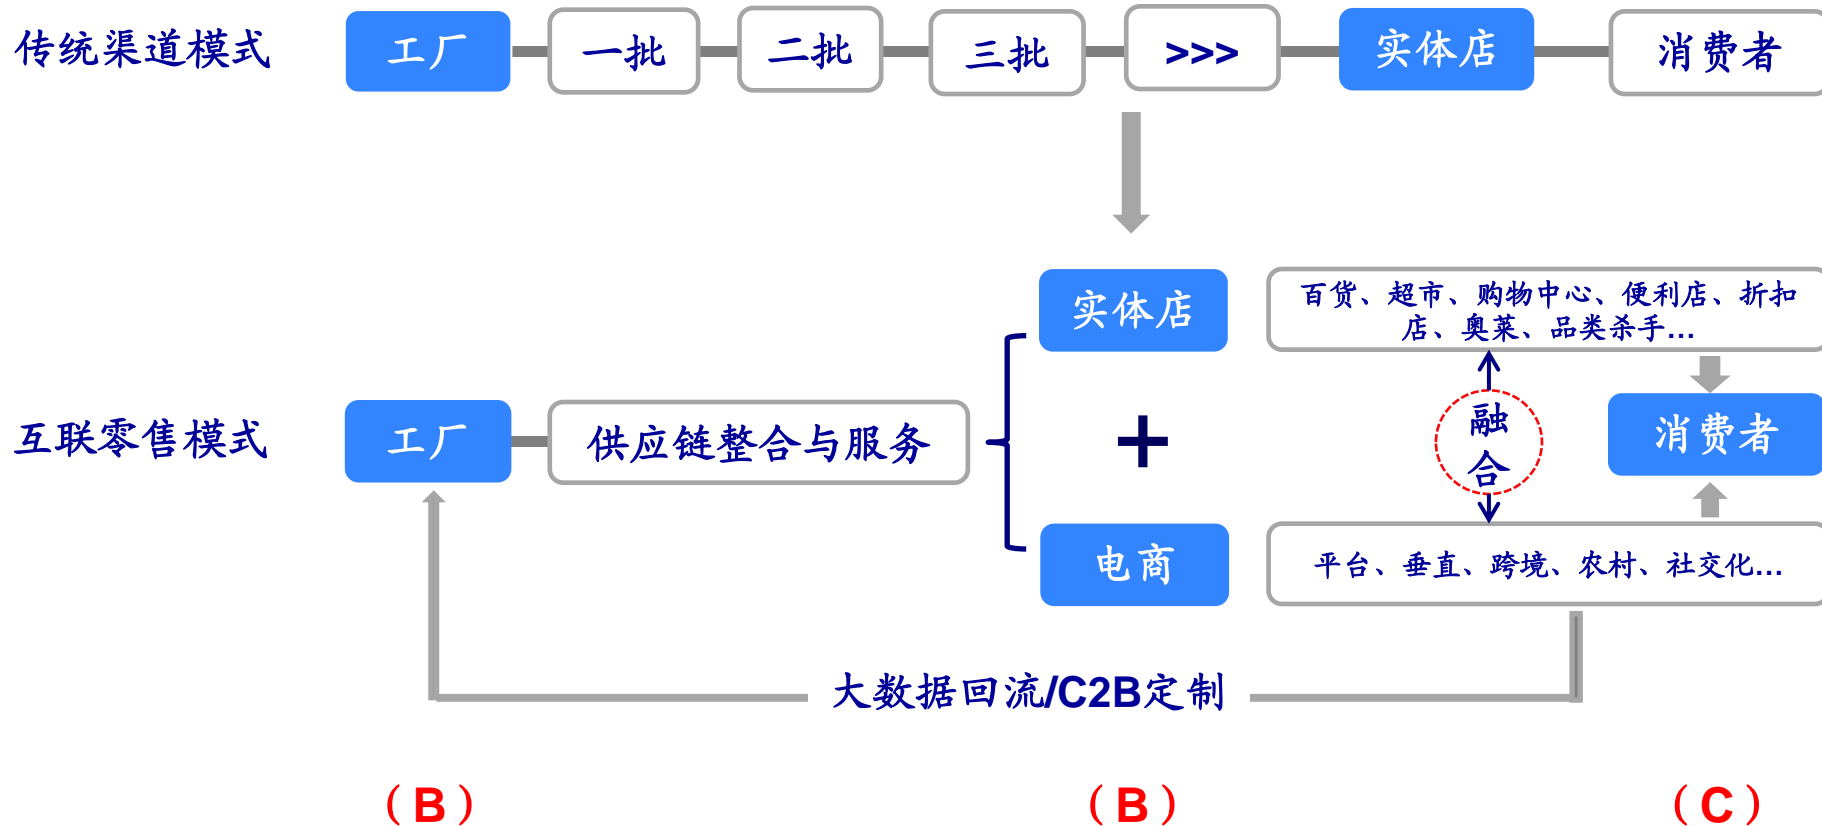 传统渠道模式
工厂
一批
二批
三批
>>>
实体店
消费者
实体店
百货、超市、购物中心、便利店、折扣
店、奥莱、品类杀手...
互联零售模式
工厂
供应链整合与服务
+
融
合
消费者
电商
平台、垂直、跨境、农村、社交化...
大数据回流/C2B定制
（B）
（B）
（C）